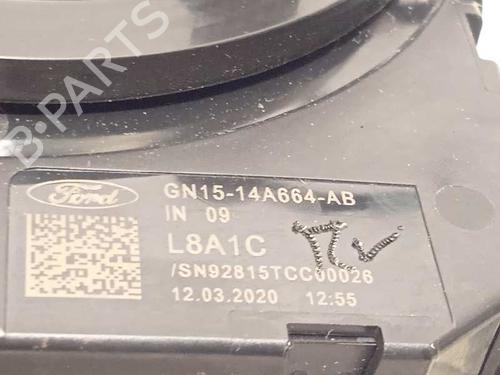 B-PARTS
Ford
GN15-14A664-AB
IN 09
L8A1C
/SN92815TCC00026
12.03.2020 12:55